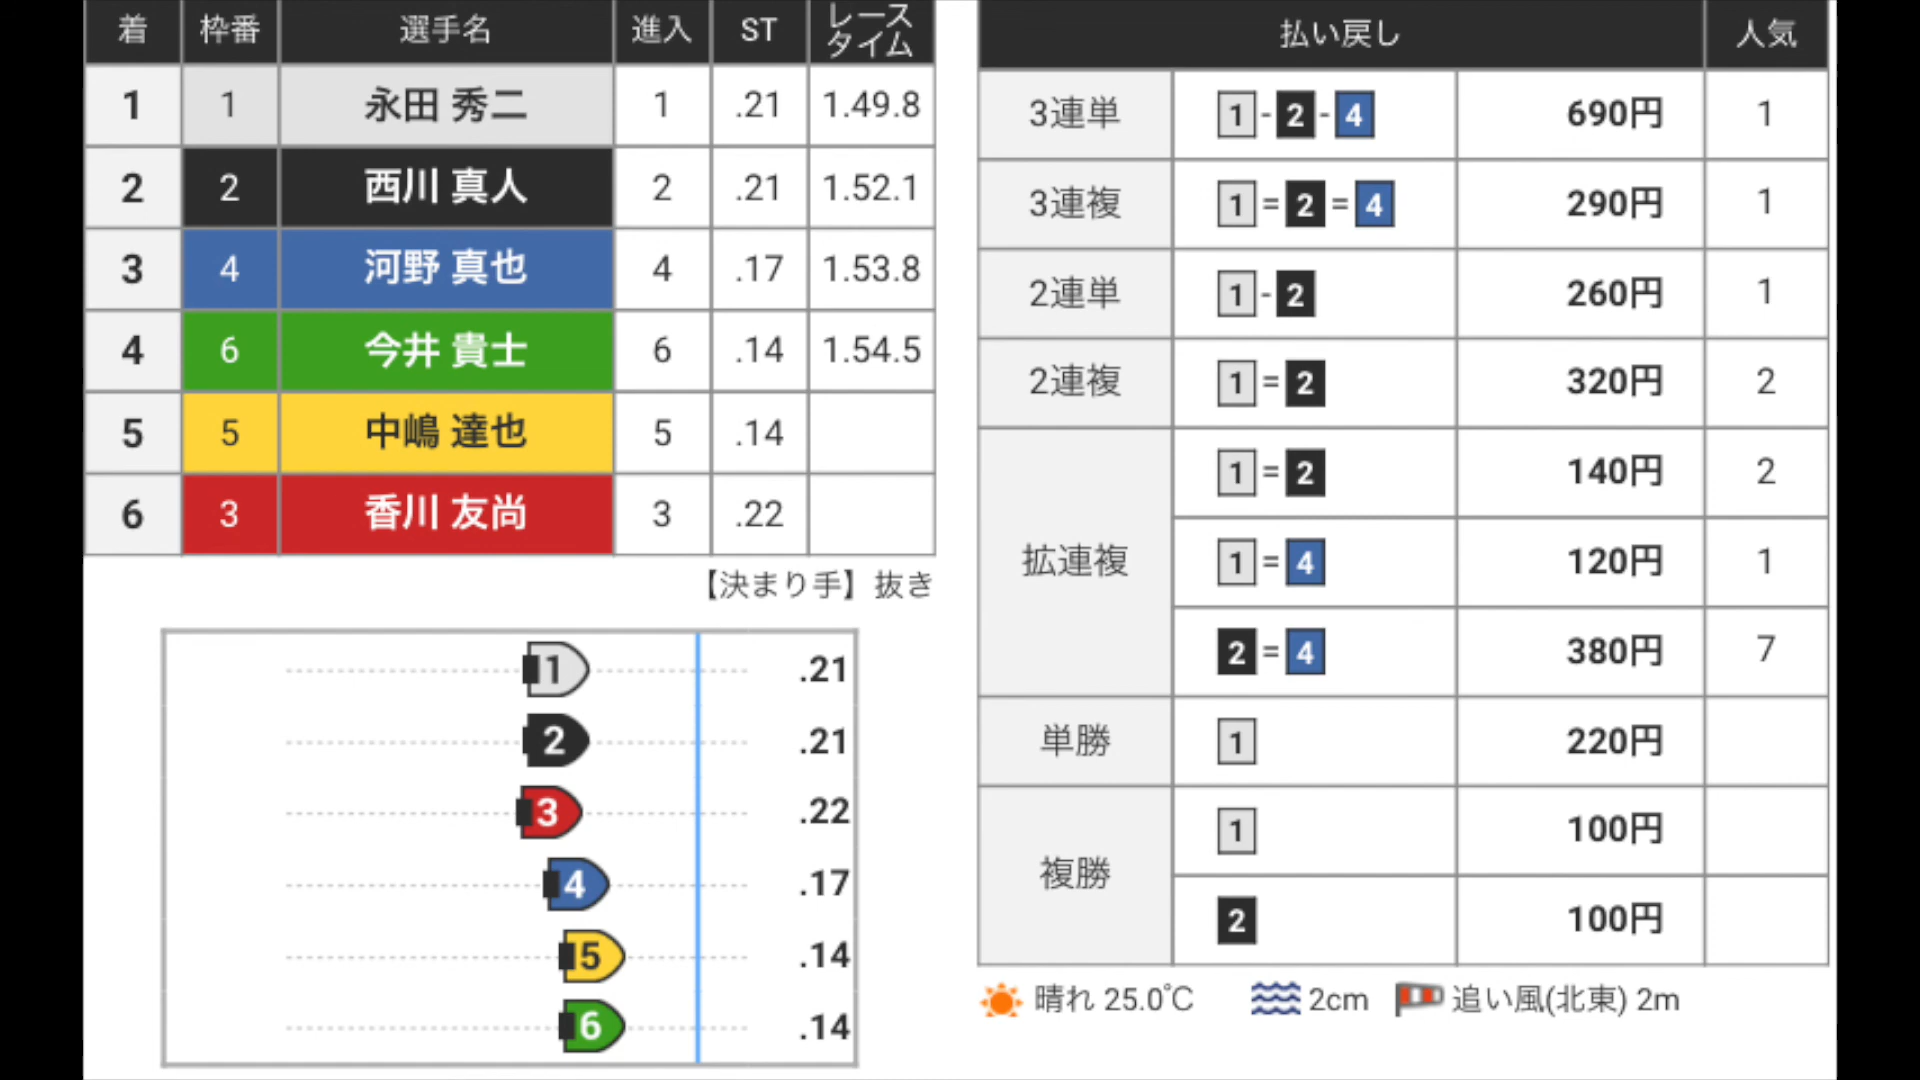 着 枠番 選手名 進入 ST レースタイム
1 1 永田 秀二 1 .21 1.49.8
2 2 西川 真人 2 .21 1.52.1
3 4 河野 真也 4 .17 1.53.8
4 6 今井 貴士 6 .14 1.54.5
5 5 中嶋 達也 5 .14
6 3 香川 友尚 3 .22
【決まり手】抜き
1 .21
2 .21
3 .22
4 .17
5 .14
6 .14
払い戻し 人気
3連単 1-2-4 690円 1
3連複 1=2=4 290円 1
2連単 1-2 260円 1
2連複 1=2 320円 2
拡連複 1=2 140円 2
1=4 120円 1
2=4 380円 7
単勝 1 220円
複勝 1 100円
2 100円
晴れ 25.0℃ 2cm 追い風(北東) 2m